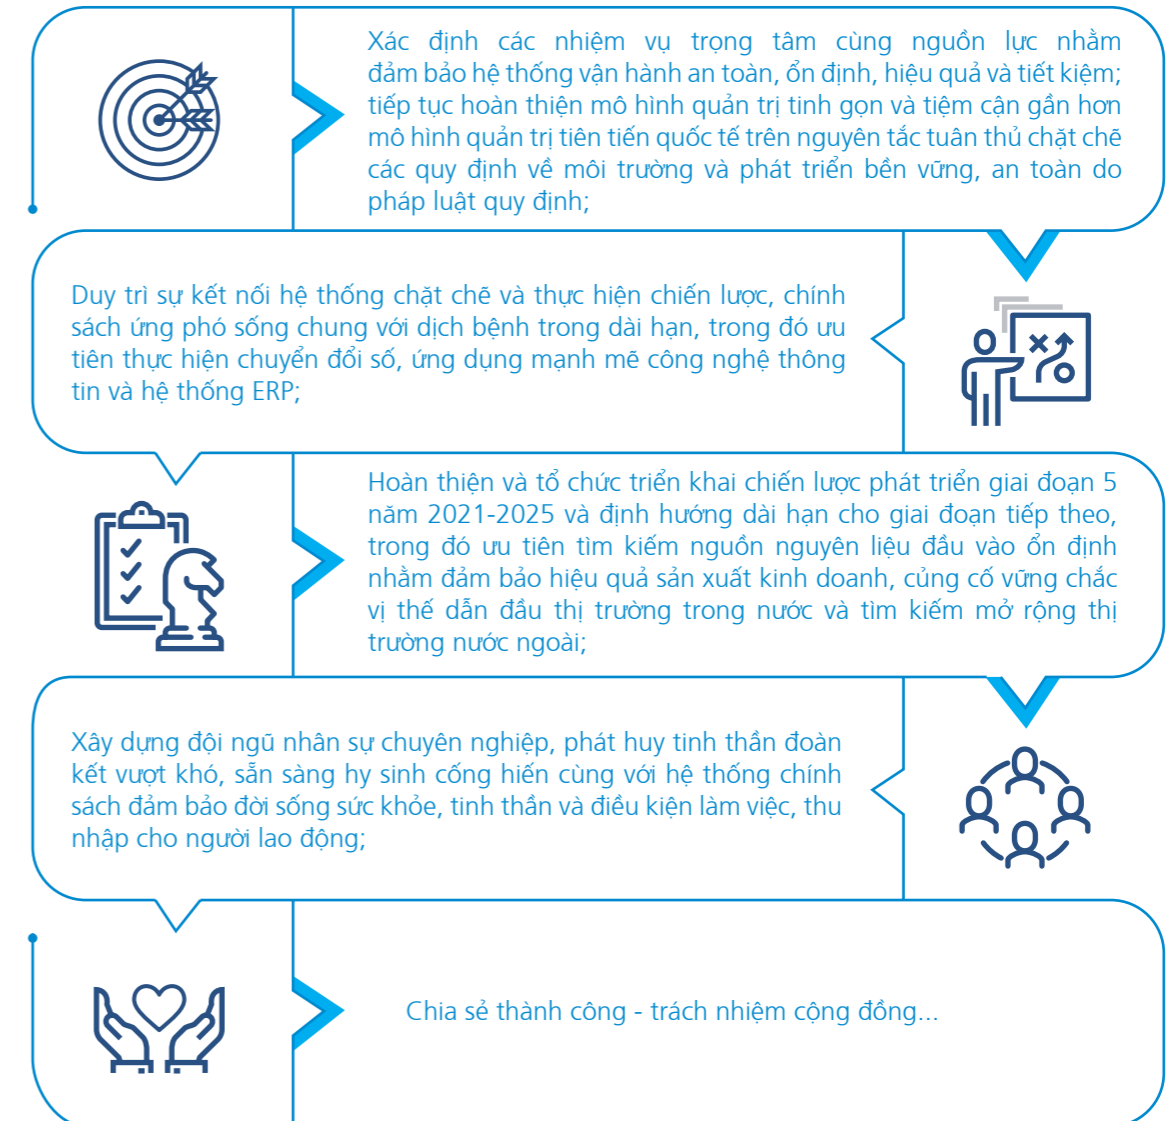 Xác định các nhiệm vụ trọng tâm cùng nguồn lực nhằm
đảm bảo hệ thống vận hành an toàn, ổn định, hiệu quả và tiết kiệm;
tiếp tục hoàn thiện mô hình quản trị tinh gọn và tiệm cận gần hơn
mô hình quản trị tiên tiến quốc tế trên nguyên tắc tuân thủ chặt chẽ
các quy định về môi trường và phát triển bền vững, an toàn do
pháp luật quy định;
Duy trì sự kết nối hệ thống chặt chẽ và thực hiện chiến lược, chính
sách ứng phó sống chung với dịch bệnh trong dài hạn, trong đó ưu
tiên thực hiện chuyển đổi số, ứng dụng mạnh mẽ công nghệ thông
tin và hệ thống ERP;
Hoàn thiện và tổ chức triển khai chiến lược phát triển giai đoạn 5
năm 2021-2025 và định hướng dài hạn cho giai đoạn tiếp theo,
trong đó ưu tiên tìm kiếm nguồn nguyên liệu đầu vào ổn định
nhằm đảm bảo hiệu quả sản xuất kinh doanh, củng cố vững chắc
vị thế dẫn đầu thị trường trong nước và tìm kiếm mở rộng thị
trường nước ngoài;
Xây dựng đội ngũ nhân sự chuyên nghiệp, phát huy tinh thần đoàn
kết vượt khó, sẵn sàng hy sinh cống hiến cùng với hệ thống chính
sách đảm bảo đời sống sức khỏe, tinh thần và điều kiện làm việc, thu
nhập cho người lao động;
Chia sẻ thành công - trách nhiệm cộng đồng...